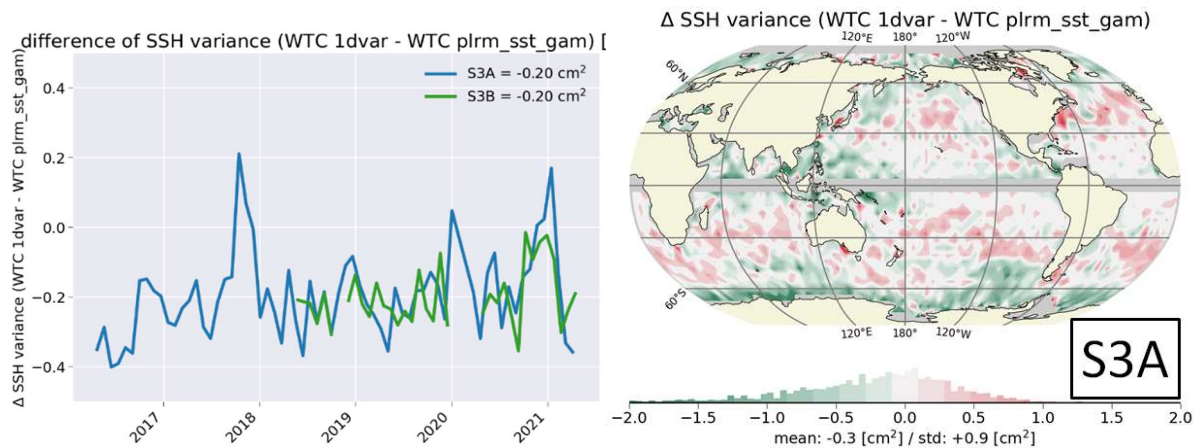 difference of SSH variance (WTC 1dvar - WTC plrm_sst_gam) [
Δ SSH variance (WTC 1dvar - WTC plrm_sst_gam)
0.4
0.2
0.0
−0.2
−0.4
S3A = -0.20 cm²
S3B = -0.20 cm²
2017
2018
2019
2020
2021
Δ SSH variance (WTC 1dvar - WTC plrm_sst_gam)
120°E 180° 120°W
60°N
60°S
120°E 180° 120°W
S3A
−2.0 −1.5 −1.0 −0.5 0.0 0.5 1.0 1.5 2.0
mean: -0.3 [cm²] / std: +0.9 [cm²]